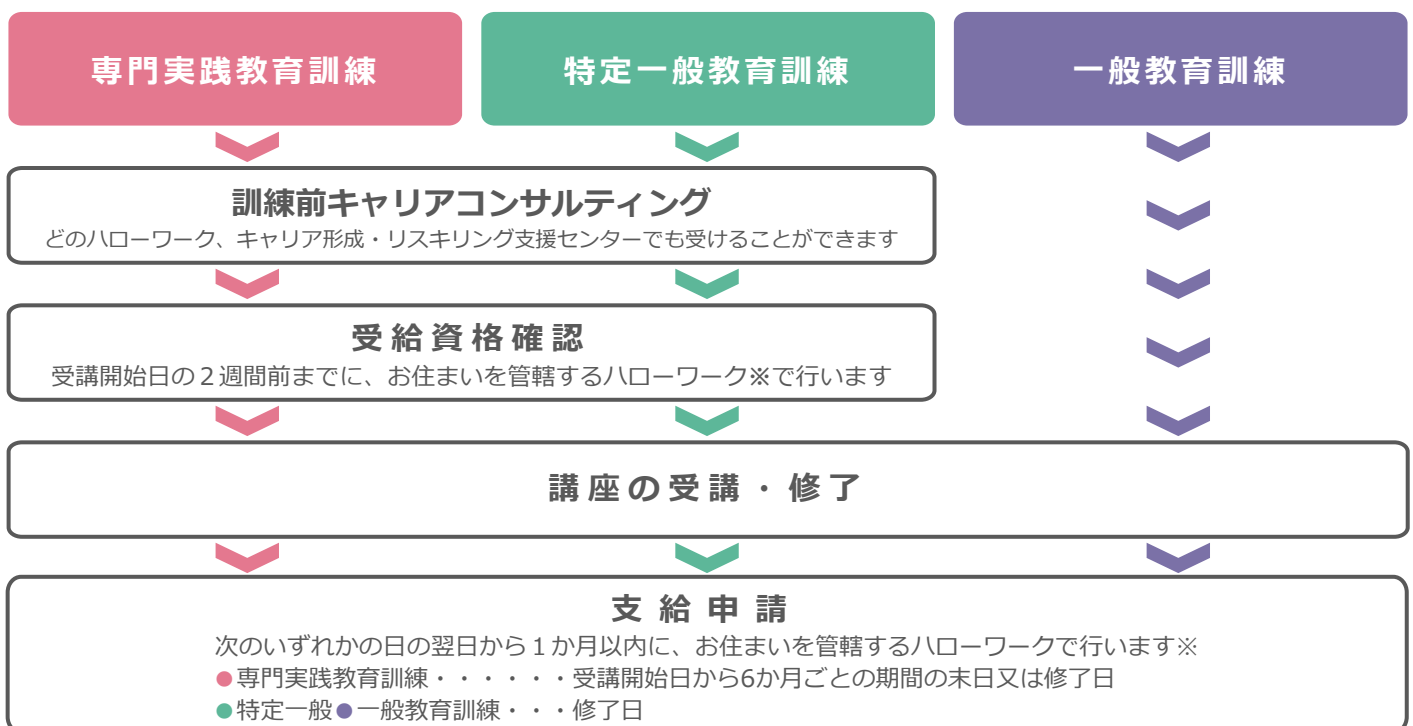 専門実践教育訓練
特定一般教育訓練
一般教育訓練
訓練前キャリアコンサルティング
どのハローワーク、キャリア形成・リスキリング支援センターでも受けることができます
受給資格確認
受講開始日の２週間前までに、お住まいを管轄するハローワーク※で行います
講座の受講・修了
支給申請
次のいずれかの日の翌日から１か月以内に、お住まいを管轄するハローワークで行います※
●専門実践教育訓練・・・・・・受講開始日から6か月ごとの期間の末日又は修了日
●特定一般●一般教育訓練・・・修了日